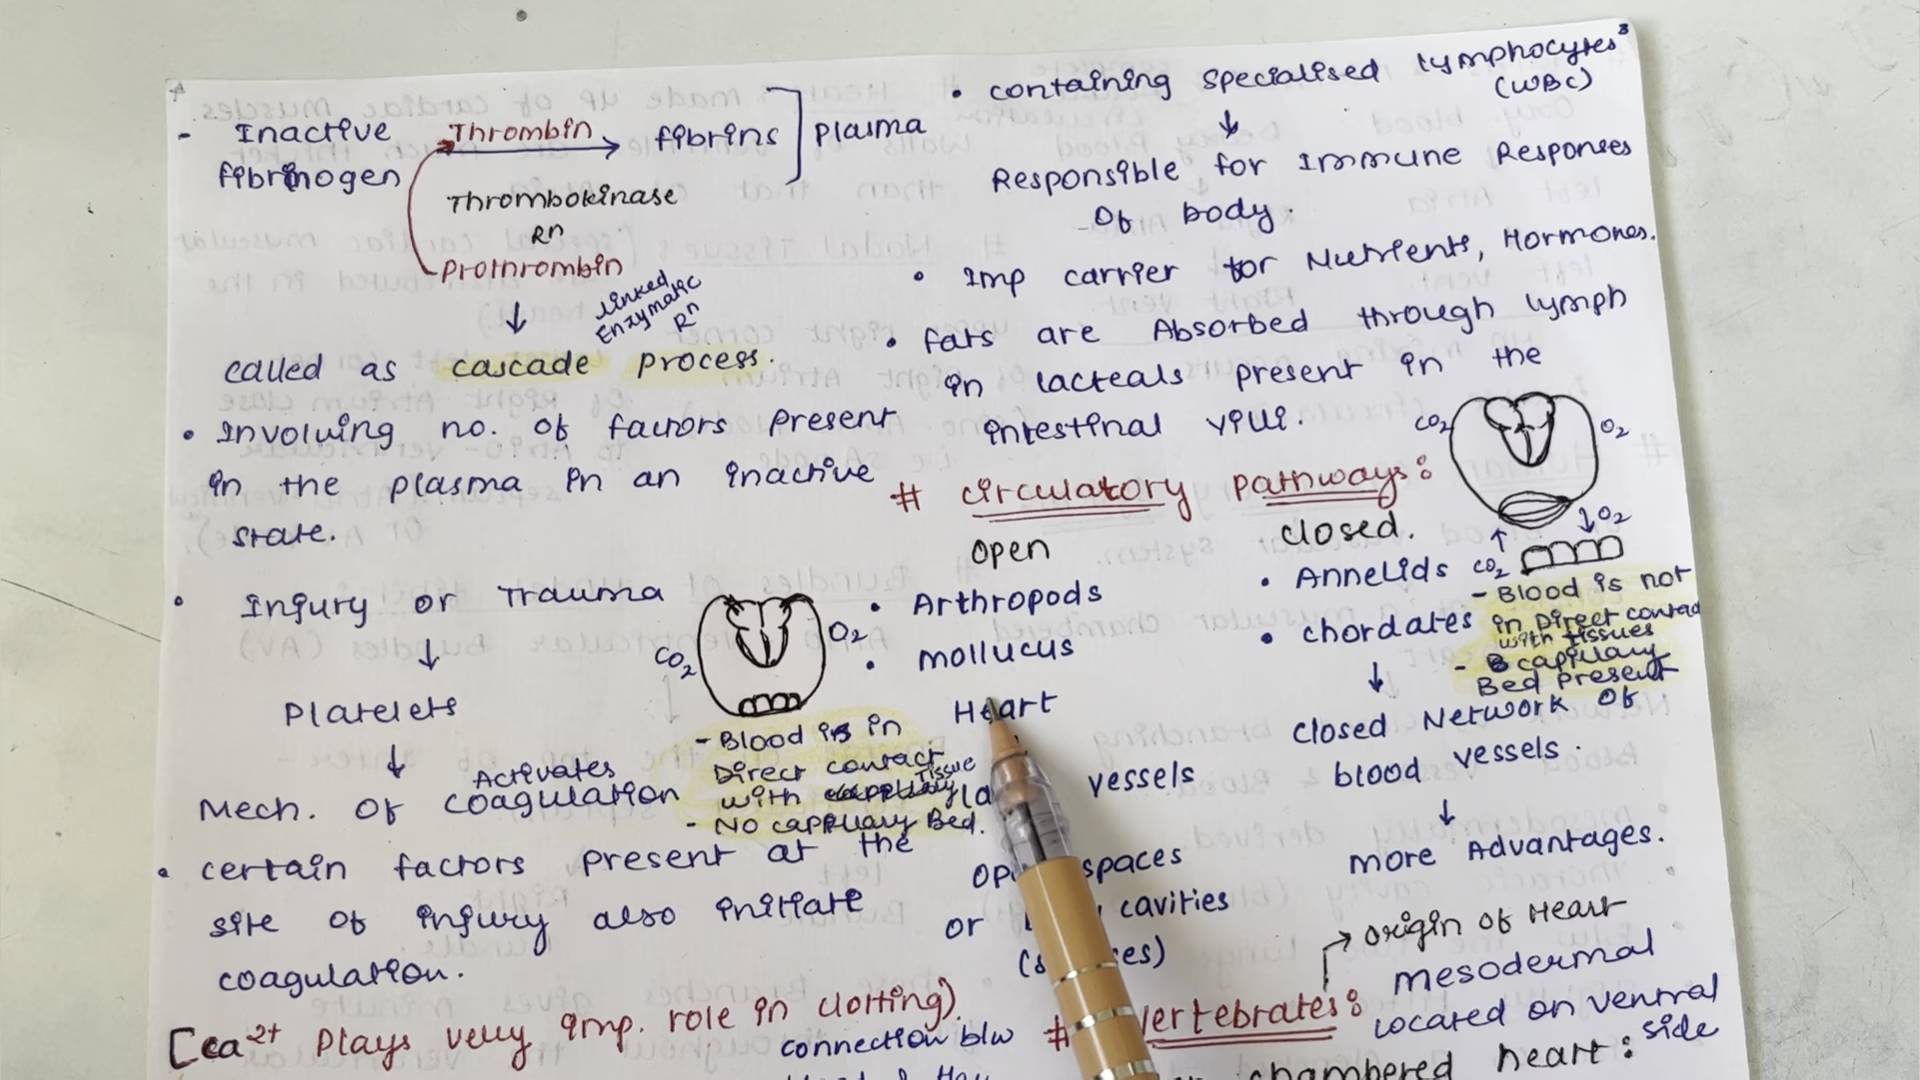 - Inactive Thrombin fibrins Plasma
fibrinogen
Thrombokinase
Rn
Prothrombin
Linked
Enzymatic
Rn
called as cascade process.
• Involving no. of factors present
in the plasma in an inactive
state.
• Injury or Trauma
Platelets
Activates
Mech. of coagulation
• certain factors present at the
site of injury also initiate
coagulation.
[Ca2+ Plays very imp. role in clotting)
CO2
O2
- Blood is in
Direct contact
with Tissue
- No capillary Bed.
• containing specialised lymphocytes
(WBC)
Responsible for Immune Responses
of body.
• Imp carrier for Nutrients, Hormones.
• fats are Absorbed through lymph
in lacteals present in the
intestinal villi.
# circulatory pathways:
open
• Arthropods
• mollucus
Heart
vessels
spaces
or cavities
closed.
• Annelids
• chordates
closed Network of
blood vessels.
more Advantages.
CO2 O2
O2
CO2
- Blood is not
in Direct contact
with tissues
- capillary
Bed present
origin of Heart
mesodermal
# vertebrates: located on ventral
side
connection b/w
chambered heart: